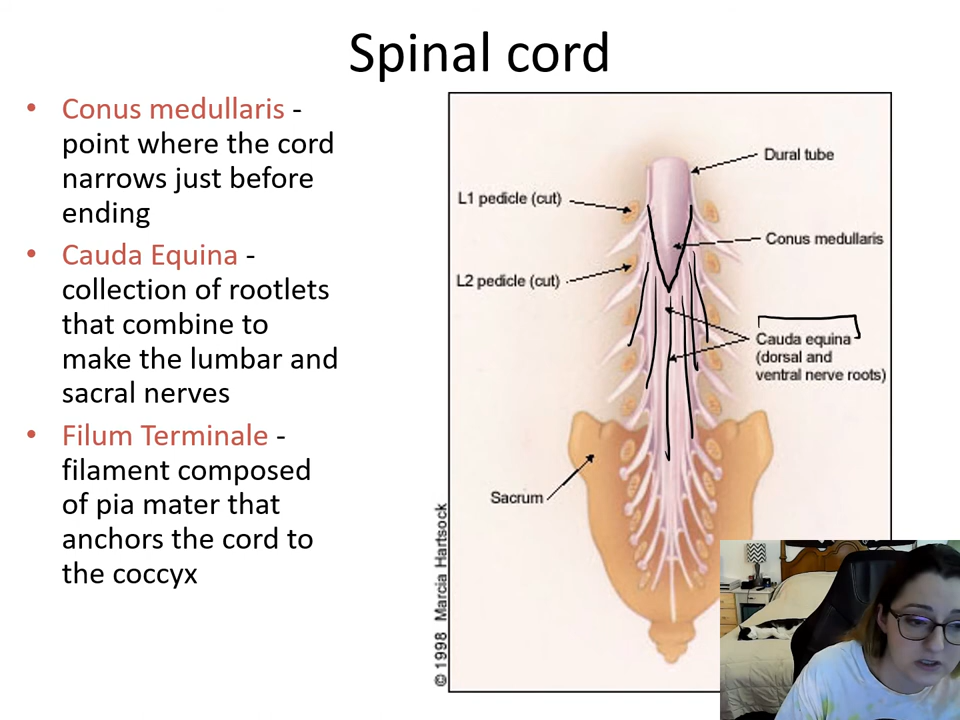 Spinal cord
• Conus medullaris -
point where the cord
narrows just before
ending
• Cauda Equina -
collection of rootlets
that combine to
make the lumbar and
sacral nerves
• Filum Terminale -
filament composed
of pia mater that
anchors the cord to
the coccyx
Dural tube
L1 pedicle (cut)
Conus medullaris
L2 pedicle (cut)
Cauda equina
(dorsal and
ventral nerve roots)
Sacrum
© 1998 Marcia Hartsock